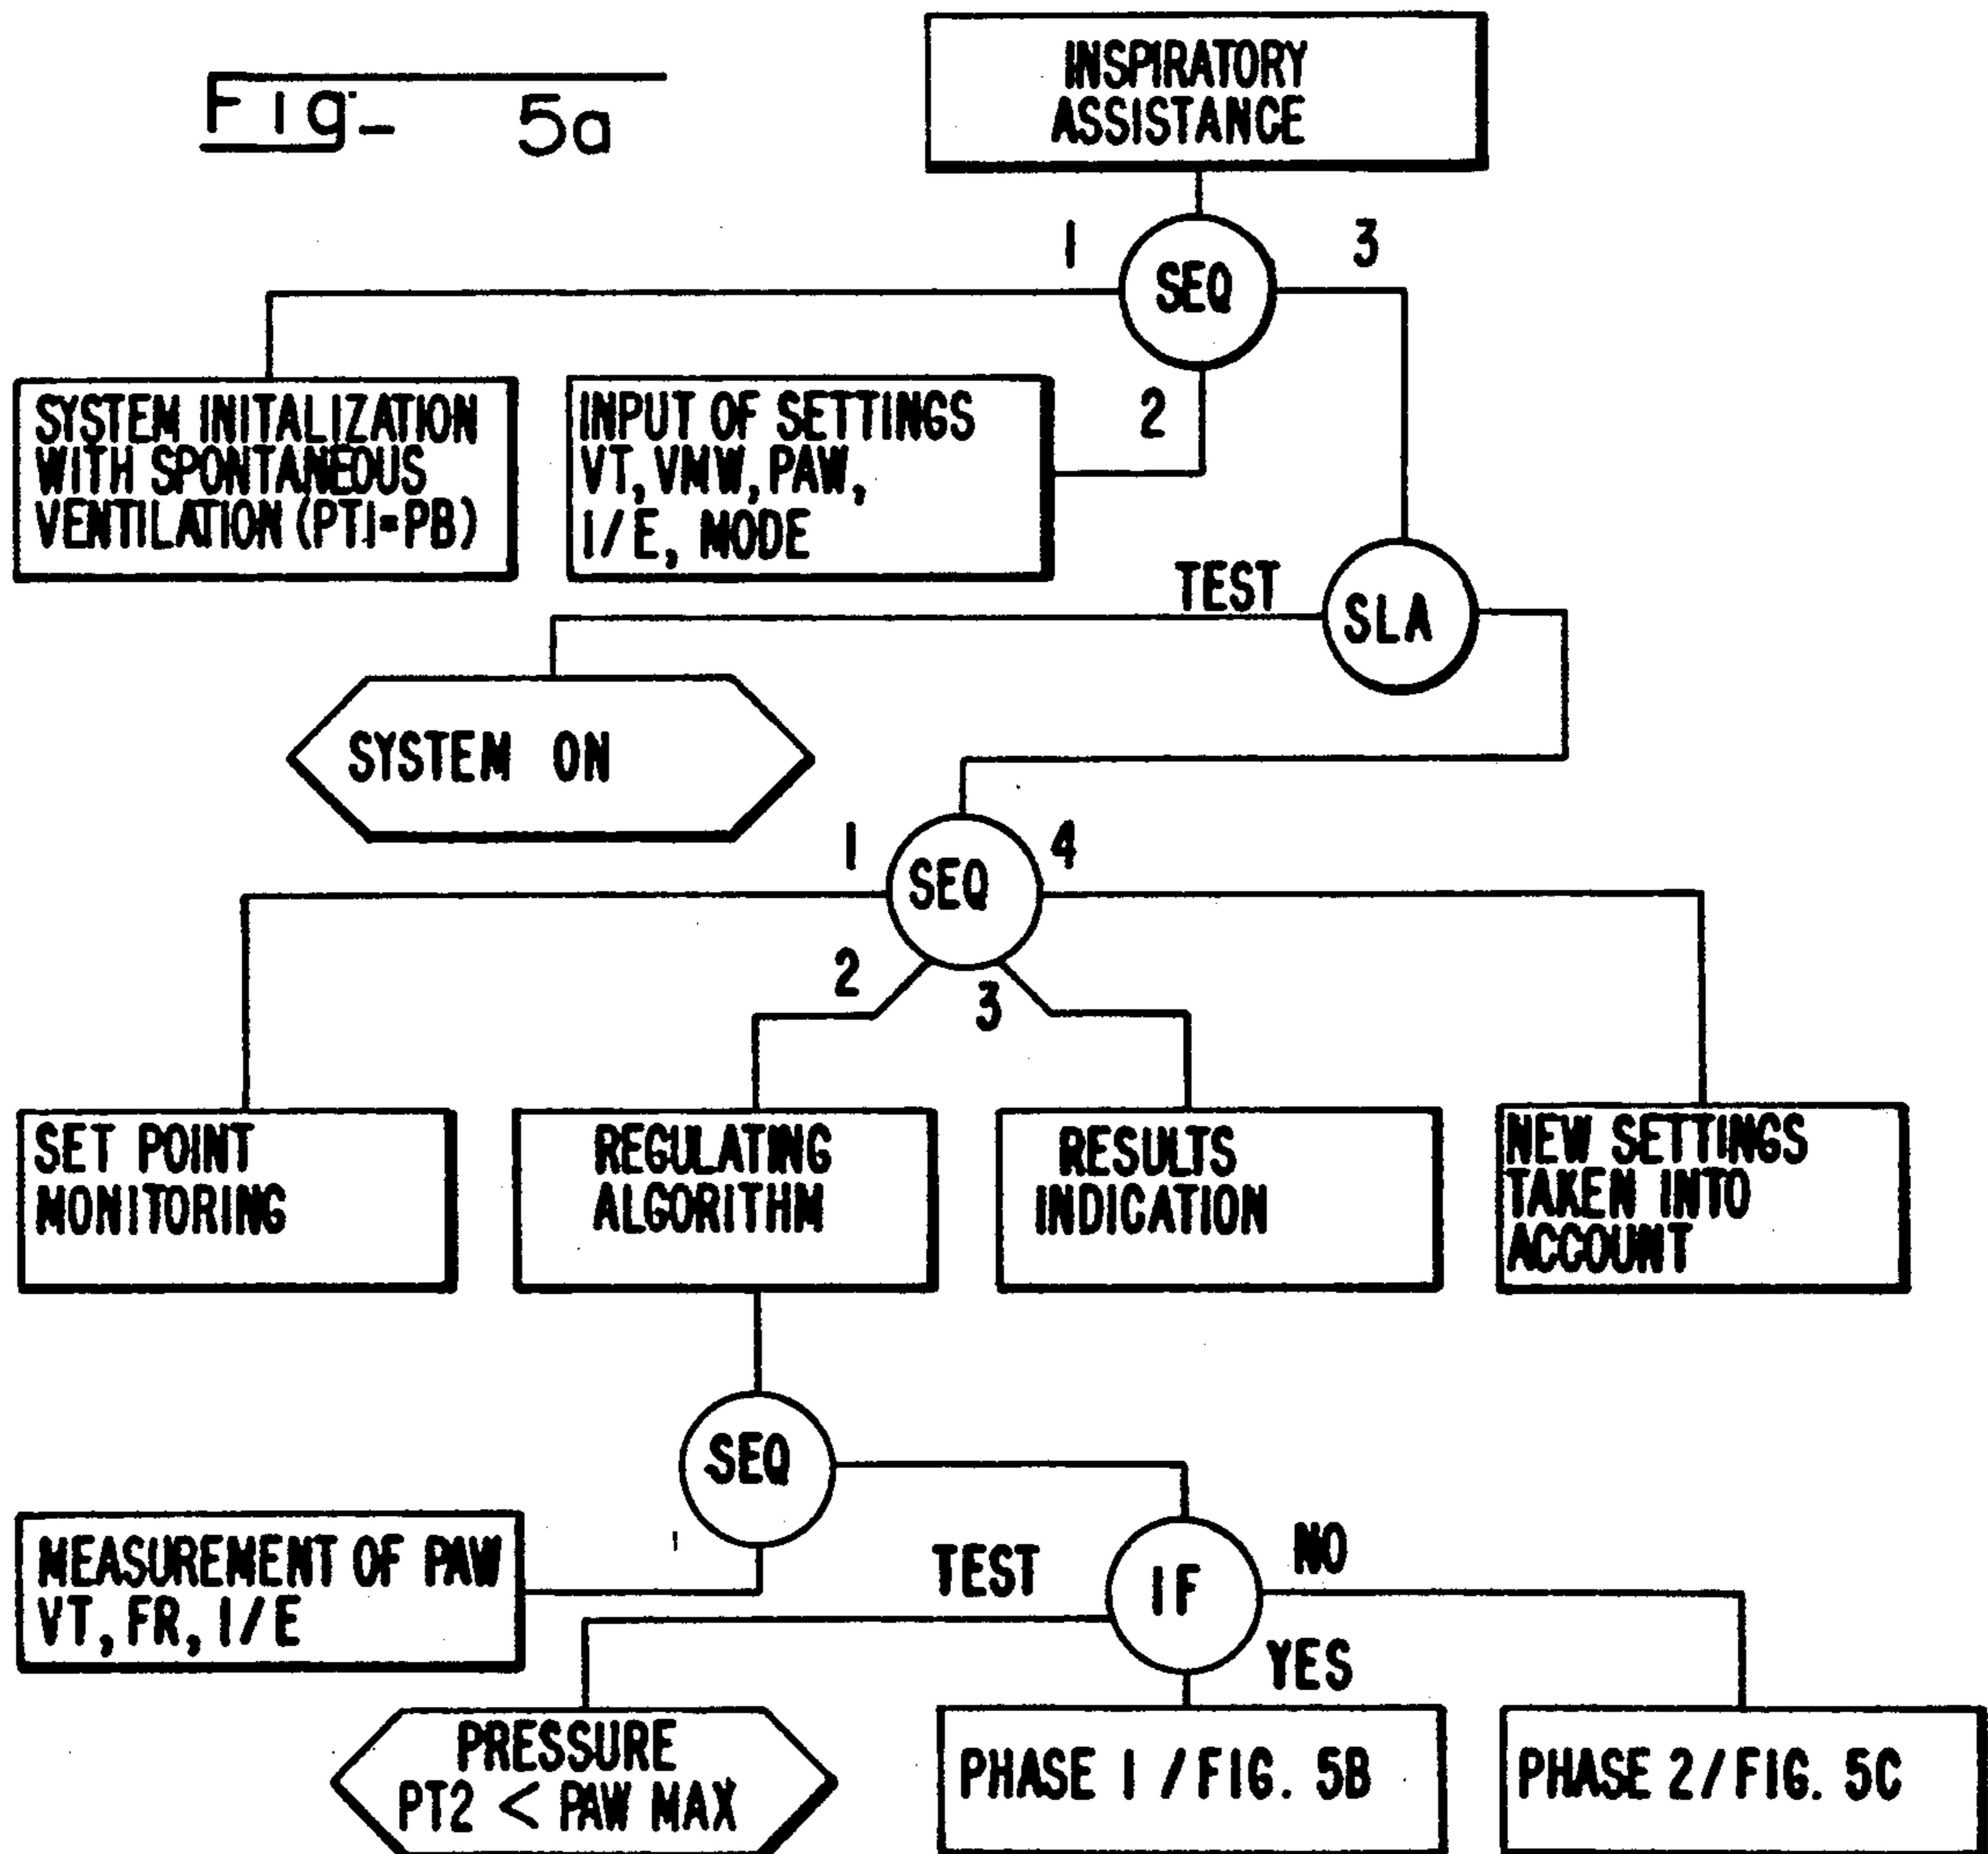 Fig- 5a
INSPIRATORY
ASSISTANCE
1
3
SEQ
SYSTEM INITALIZATION
WITH SPONTANEOUS
VENTILATION (PT1=PB)
INPUT OF SETTINGS
VT, VMW, PAW,
I/E, MODE
2
TEST
SLA
SYSTEM ON
1
4
SEQ
2
3
SET POINT
MONITORING
REGULATING
ALGORITHM
RESULTS
INDICATION
NEW SETTINGS
TAKEN INTO
ACCOUNT
SEQ
1
MEASUREMENT OF PAW
VT, FR, I/E
TEST
IF
NO
YES
PRESSURE
PT2 < PAW MAX
PHASE 1 / FIG. 5B
PHASE 2/FIG. 5C